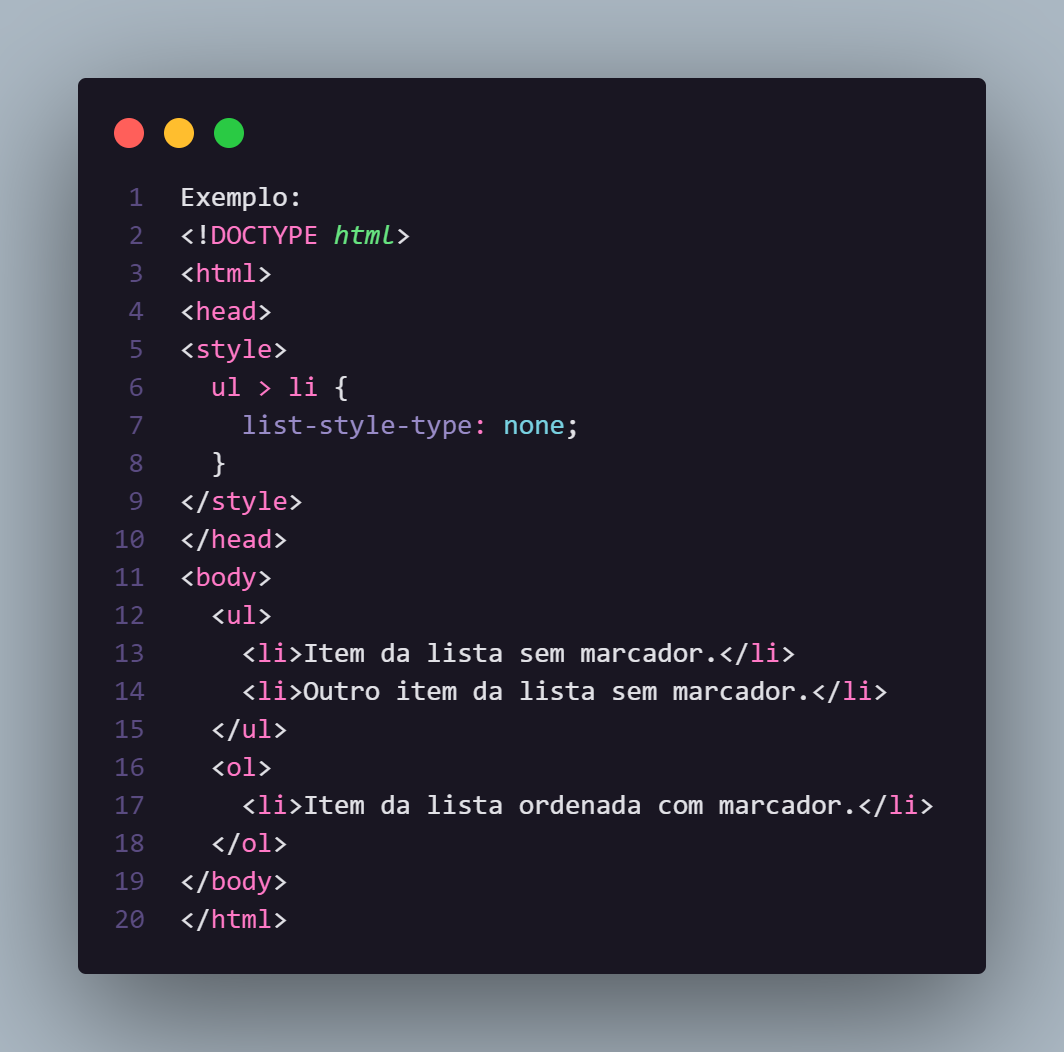 1 Exemplo:
2 <!DOCTYPE html>
3 <html>
4 <head>
5 <style>
6   ul > li {
7     list-style-type: none;
8   }
9 </style>
10 </head>
11 <body>
12   <ul>
13     <li>Item da lista sem marcador.</li>
14     <li>Outro item da lista sem marcador.</li>
15   </ul>
16   <ol>
17     <li>Item da lista ordenada com marcador.</li>
18   </ol>
19 </body>
20 </html>